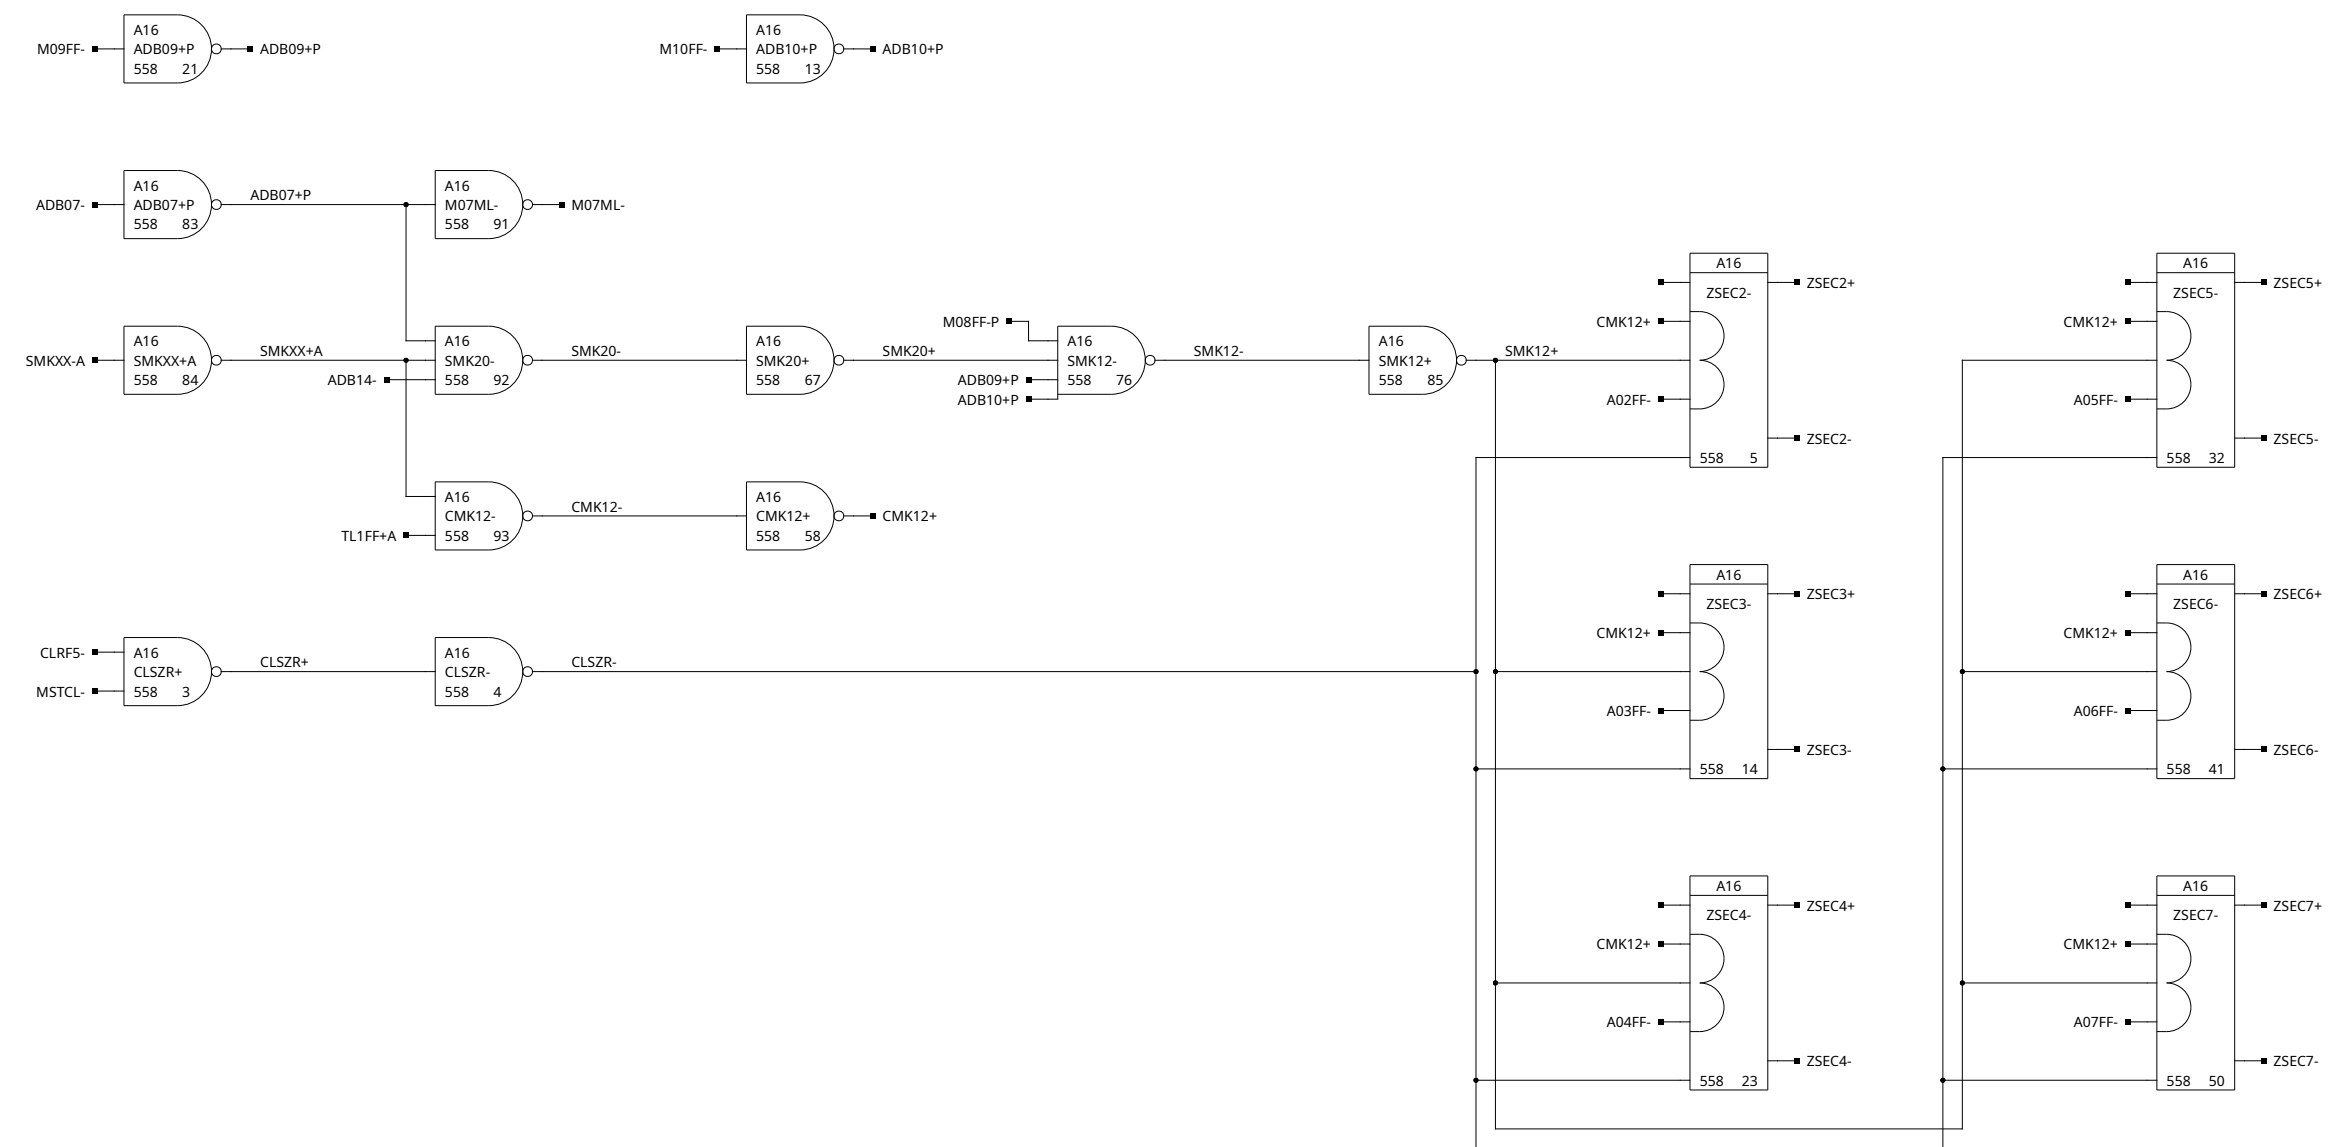 A16
M09FF-
ADB09+P
ADB09+P
558 21
A16
M10FF-
ADB10+P
ADB10+P
558 13
A16
ADB07-
ADB07+P
558 83
ADB07+P
A16
M07ML-
558 91
M07ML-
A16
SMKXX-A
SMKXX+A
558 84
SMKXX+A
ADB14-
A16
SMK20-
558 92
SMK20-
A16
SMK20+
558 67
SMK20+
M08FF-P
ADB09+P
ADB10+P
A16
SMK12-
558 76
SMK12-
A16
SMK12+
558 85
SMK12+
TL1FF+A
A16
CMK12-
558 93
CMK12-
A16
CMK12+
558 58
CMK12+
CLRF5-
MSTCL-
A16
CLSZR+
558 3
CLSZR+
A16
CLSZR-
558 4
CLSZR-
A16
ZSEC2-
ZSEC2+
CMK12+
A02FF-
ZSEC2-
558 5
A16
ZSEC3-
ZSEC3+
CMK12+
A03FF-
ZSEC3-
558 14
A16
ZSEC4-
ZSEC4+
CMK12+
A04FF-
ZSEC4-
558 23
A16
ZSEC5-
ZSEC5+
CMK12+
A05FF-
ZSEC5-
558 32
A16
ZSEC6-
ZSEC6+
CMK12+
A06FF-
ZSEC6-
558 41
A16
ZSEC7-
ZSEC7+
CMK12+
A07FF-
ZSEC7-
558 50